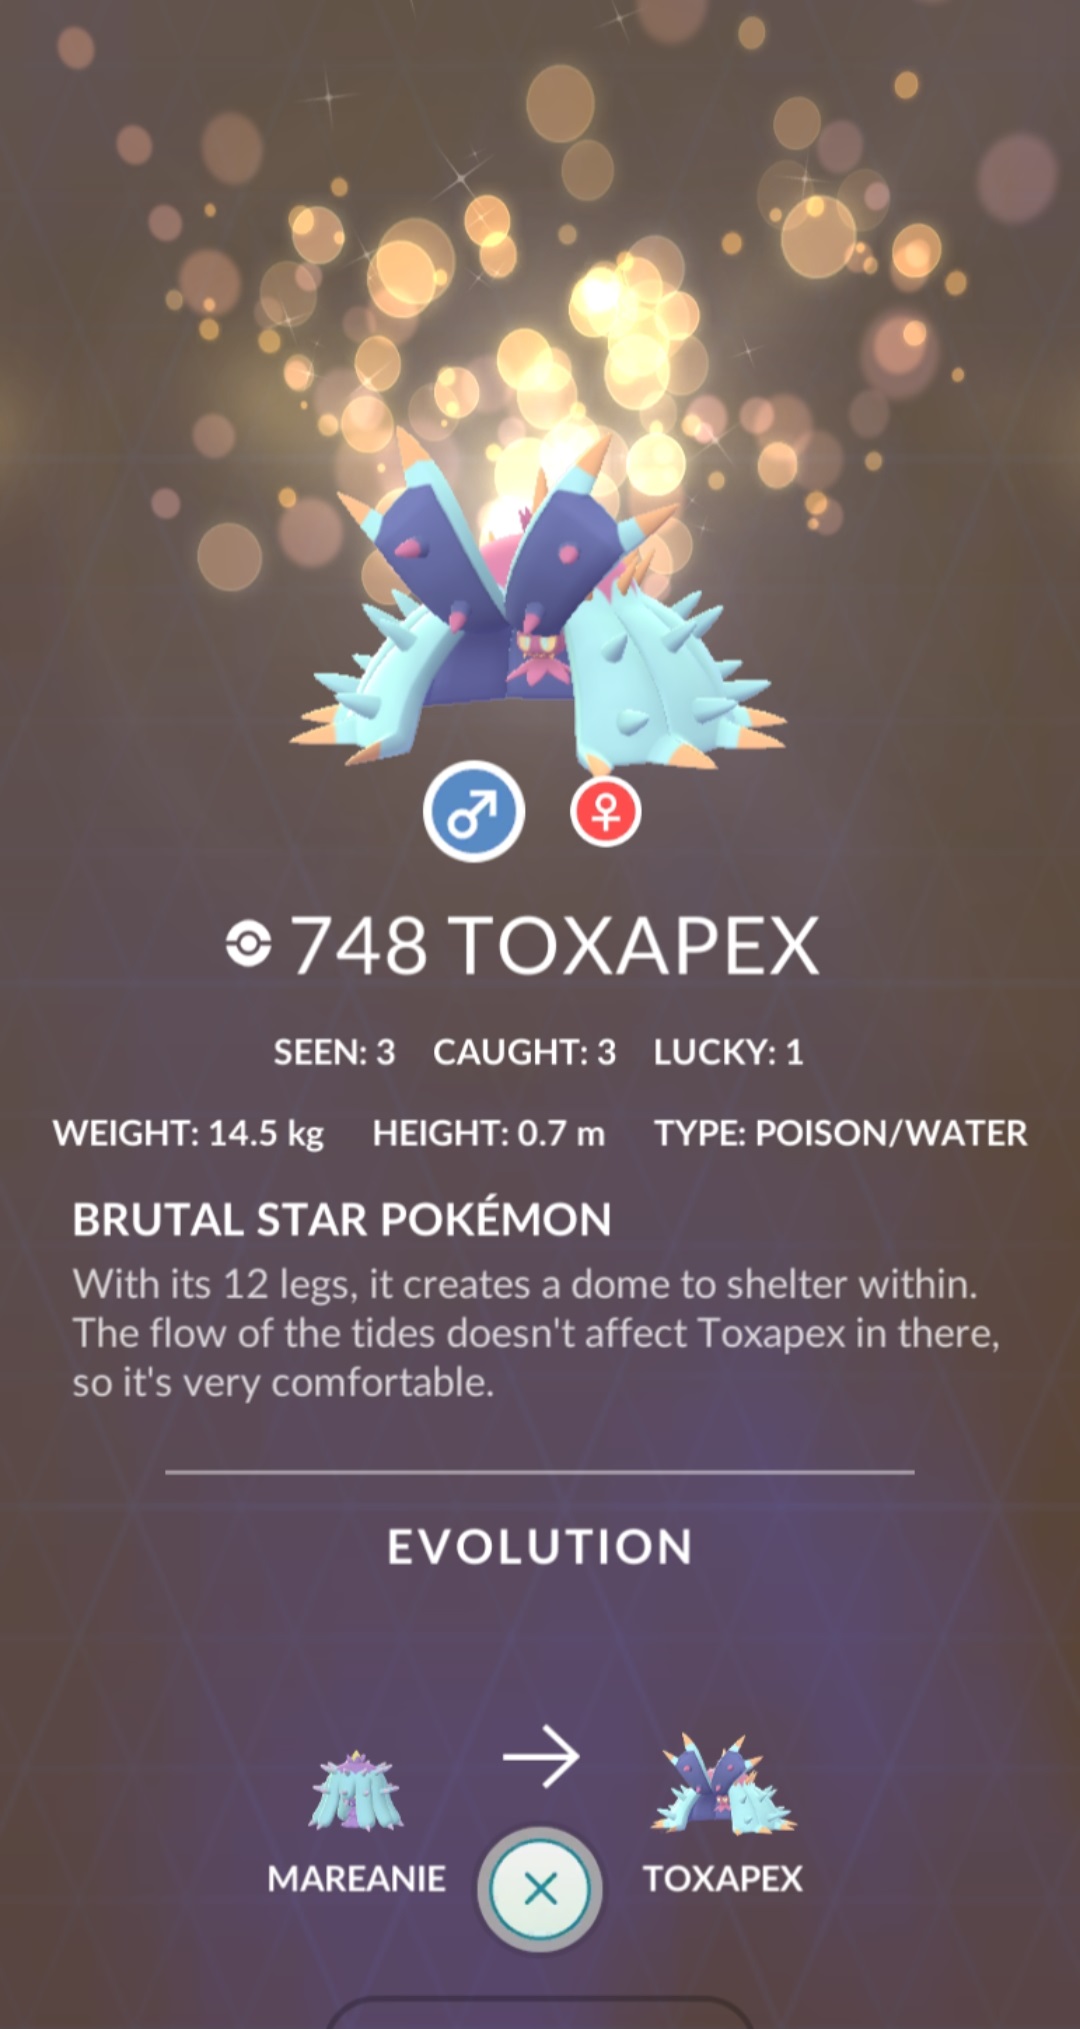 748 TOXAPEX
SEEN: 3 CAUGHT: 3 LUCKY: 1
WEIGHT: 14.5 kg HEIGHT: 0.7 m TYPE: POISON/WATER
BRUTAL STAR POKÉMON
With its 12 legs, it creates a dome to shelter within.
The flow of the tides doesn't affect Toxapex in there,
so it's very comfortable.
EVOLUTION
MAREANIE TOXAPEX